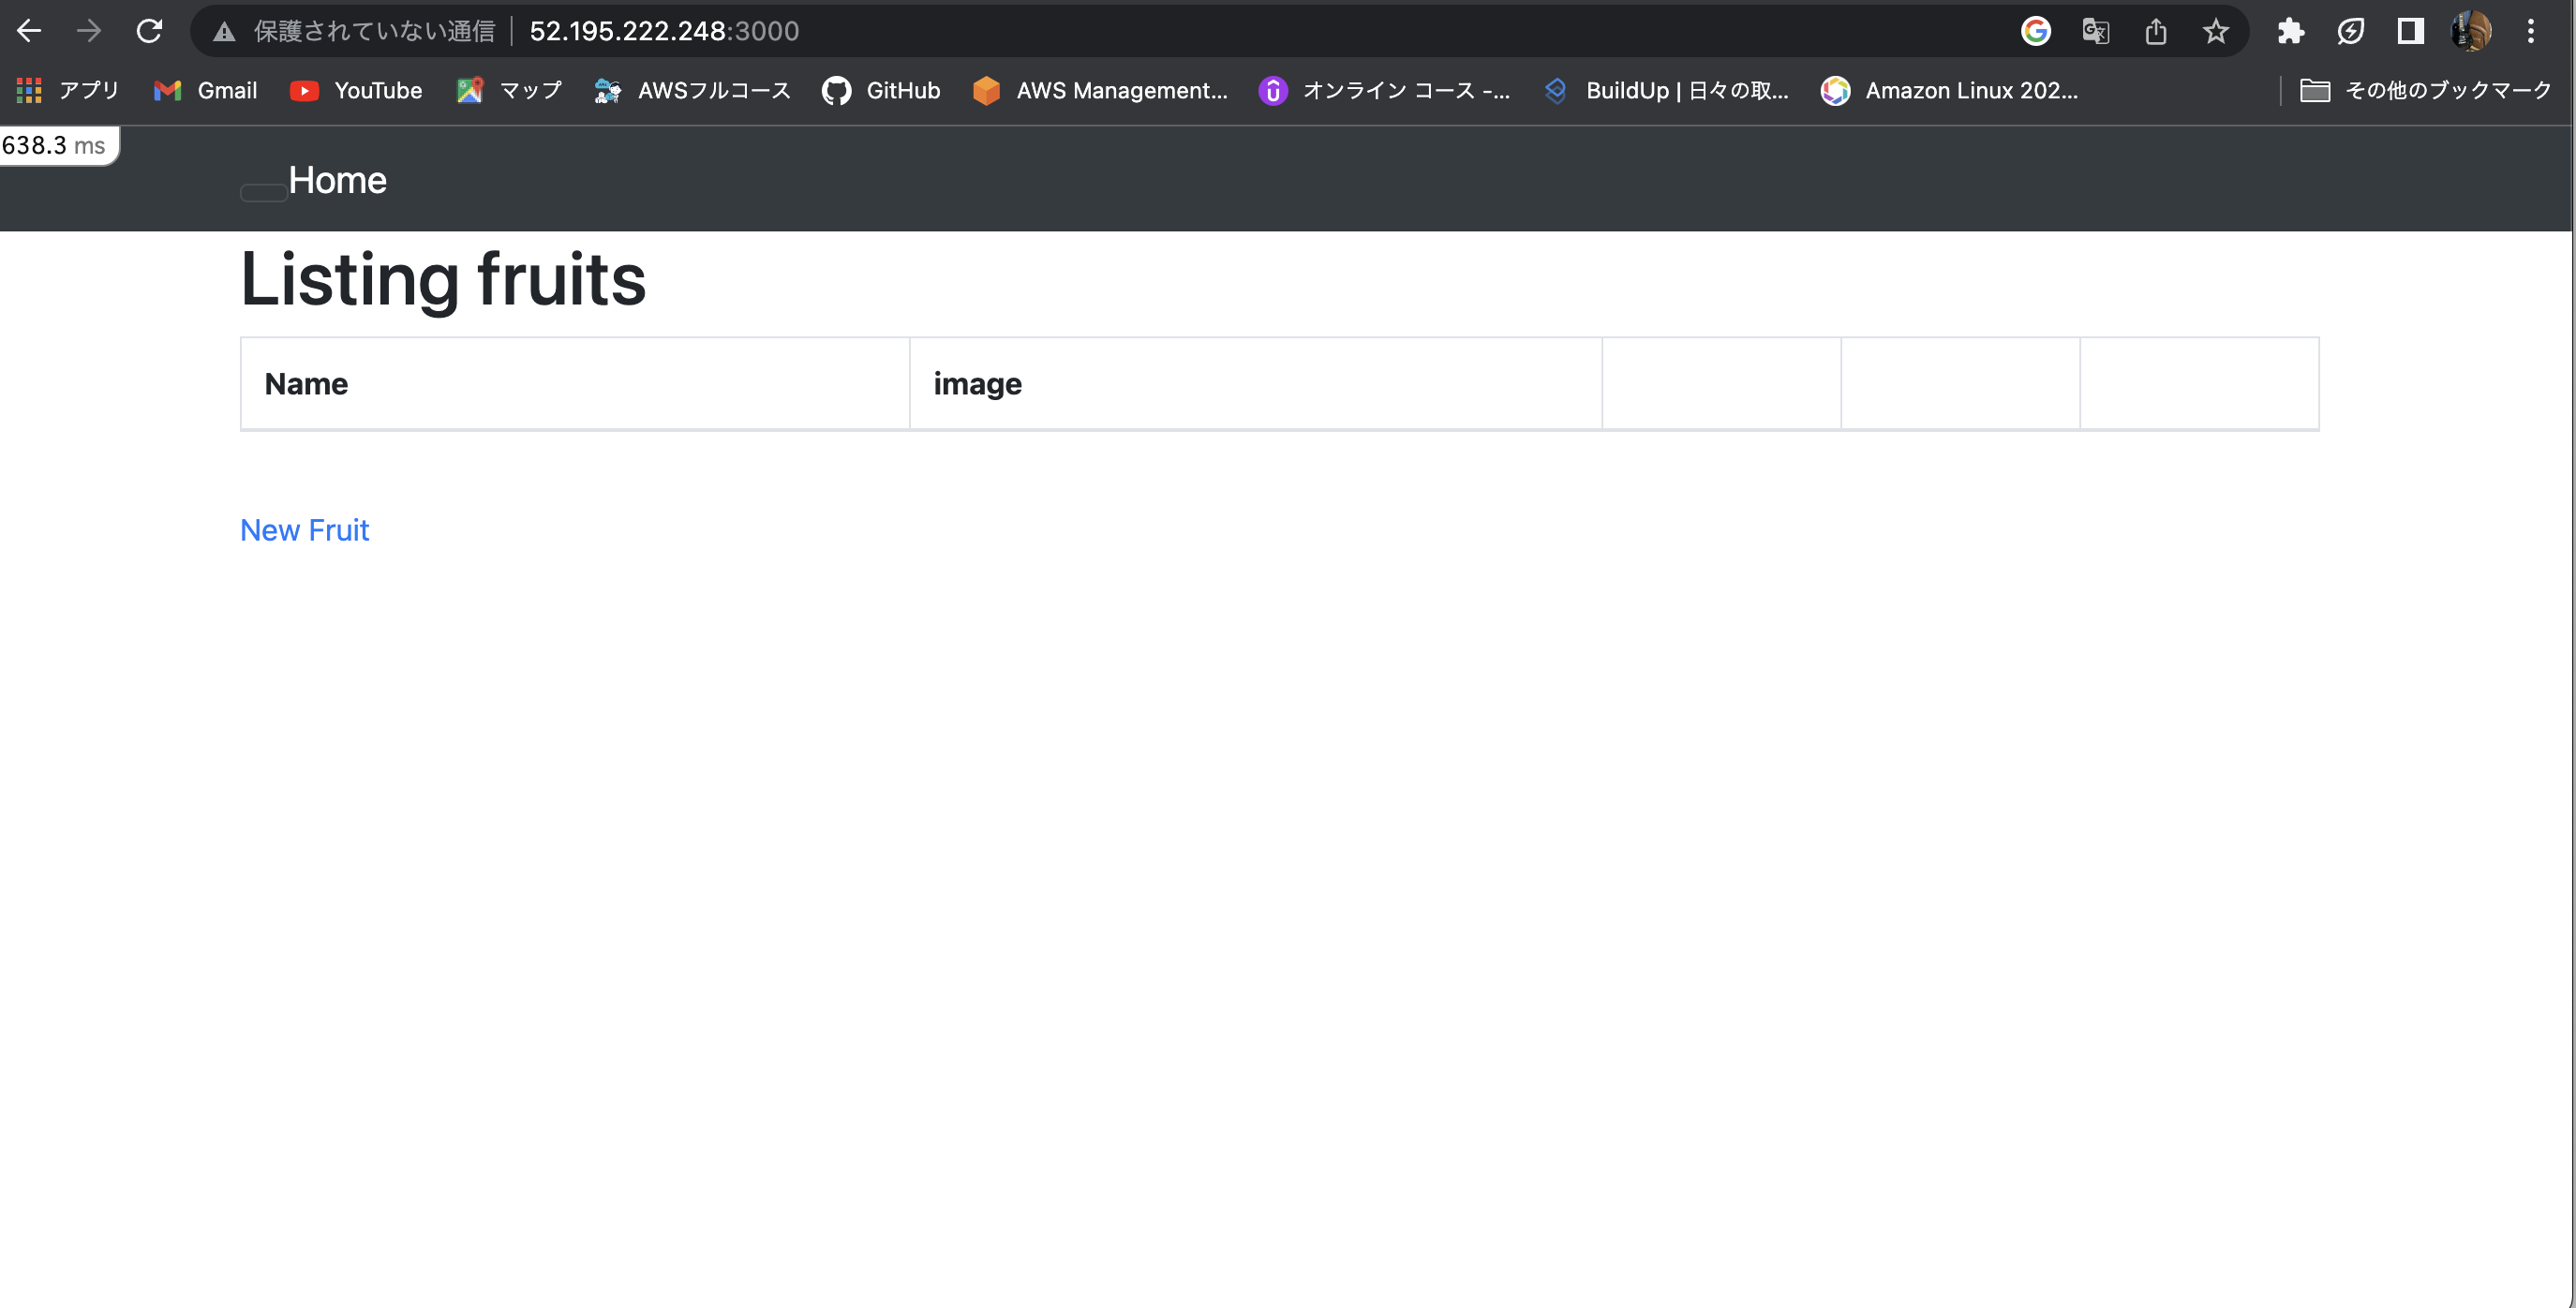 保護されていない通信 52.195.222.248:3000
アプリ Gmail YouTube マップ AWSフルコース GitHub AWS Management... オンライン コース -... BuildUp | 日々の取... Amazon Linux 202... その他のブックマーク
638.3 ms
Home
Listing fruits
Name image
New Fruit